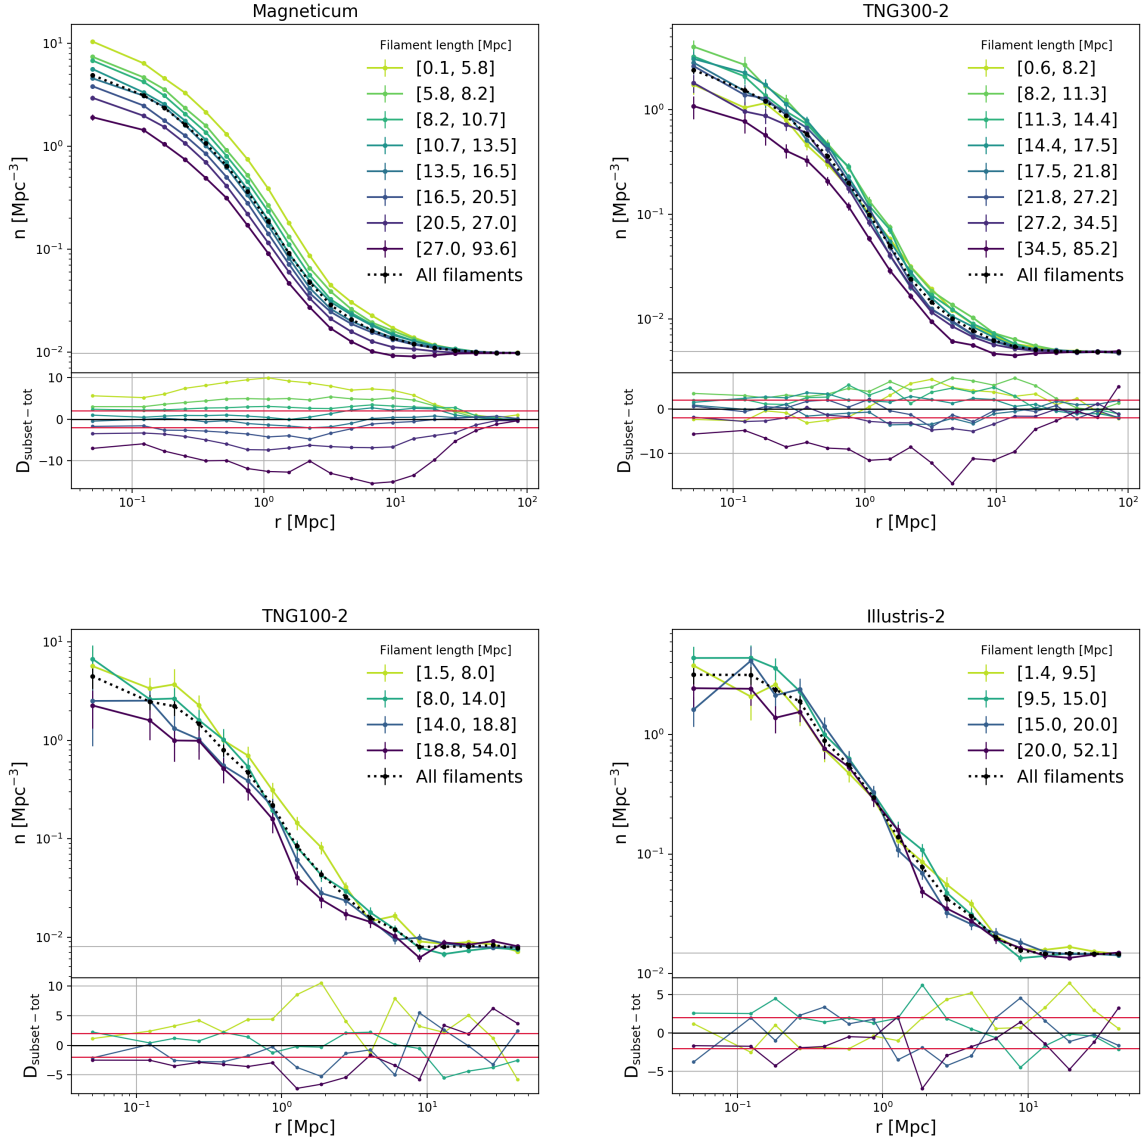 Magneticum
n [Mpc⁻³]
10¹
10⁰
10⁻¹
10⁻²
Filament length [Mpc]
[0.1, 5.8]
[5.8, 8.2]
[8.2, 10.7]
[10.7, 13.5]
[13.5, 16.5]
[16.5, 20.5]
[20.5, 27.0]
[27.0, 93.6]
All filaments
D_subset−tot
10
0
−10
10⁻¹ 10⁰ 10¹ 10²
r [Mpc]
TNG300-2
n [Mpc⁻³]
10⁰
10⁻¹
10⁻²
Filament length [Mpc]
[0.6, 8.2]
[8.2, 11.3]
[11.3, 14.4]
[14.4, 17.5]
[17.5, 21.8]
[21.8, 27.2]
[27.2, 34.5]
[34.5, 85.2]
All filaments
D_subset−tot
0
−10
10⁻¹ 10⁰ 10¹ 10²
r [Mpc]
TNG100-2
n [Mpc⁻³]
10¹
10⁰
10⁻¹
10⁻²
Filament length [Mpc]
[1.5, 8.0]
[8.0, 14.0]
[14.0, 18.8]
[18.8, 54.0]
All filaments
D_subset−tot
10
5
0
−5
10⁻¹ 10⁰ 10¹
r [Mpc]
Illustris-2
n [Mpc⁻³]
10⁰
10⁻¹
10⁻²
Filament length [Mpc]
[1.4, 9.5]
[9.5, 15.0]
[15.0, 20.0]
[20.0, 52.1]
All filaments
D_subset−tot
5
0
−5
10⁻¹ 10⁰ 10¹
r [Mpc]